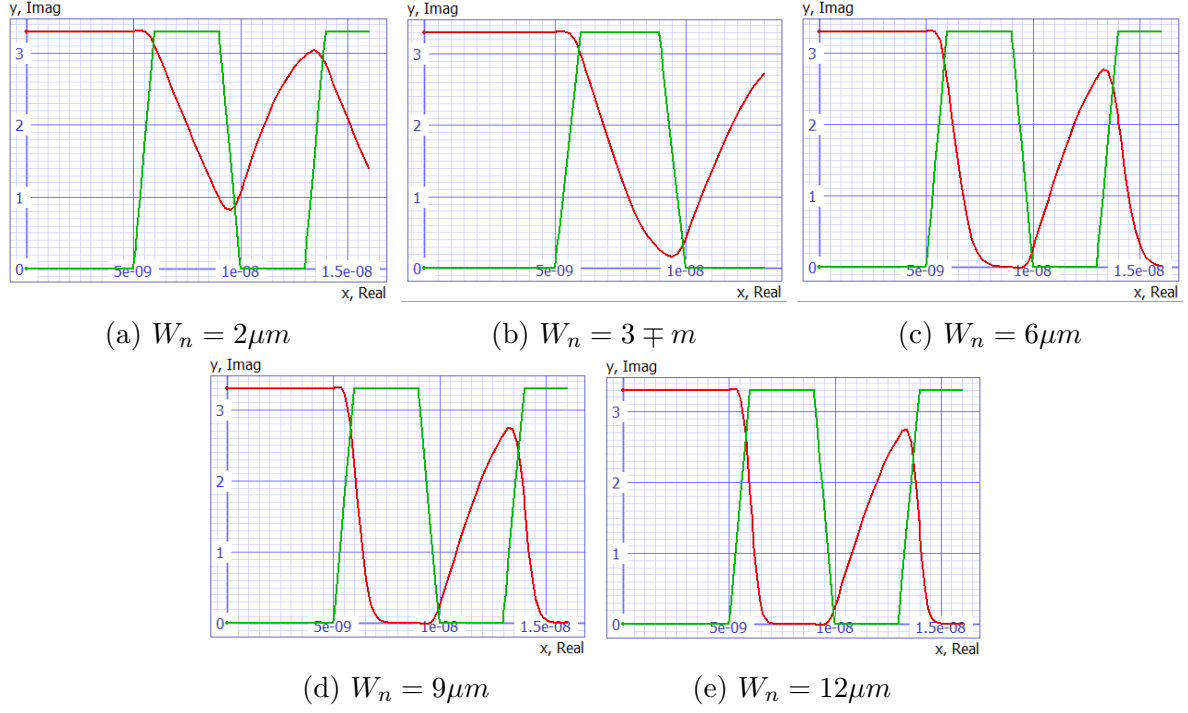 y, Imag
3
2
1
0
5e-09
1e-08
1.5e-08
x, Real
(a) W_n = 2μm
y, Imag
3
2
1
0
5e-09
1e-08
x, Real
(b) W_n = 3 ∓ m
y, Imag
3
2
1
0
5e-09
1e-08
1.5e-08
x, Real
(c) W_n = 6μm
y, Imag
3
2
1
0
5e-09
1e-08
1.5e-08
x, Real
(d) W_n = 9μm
y, Imag
3
2
1
0
5e-09
1e-08
1.5e-08
x, Real
(e) W_n = 12μm